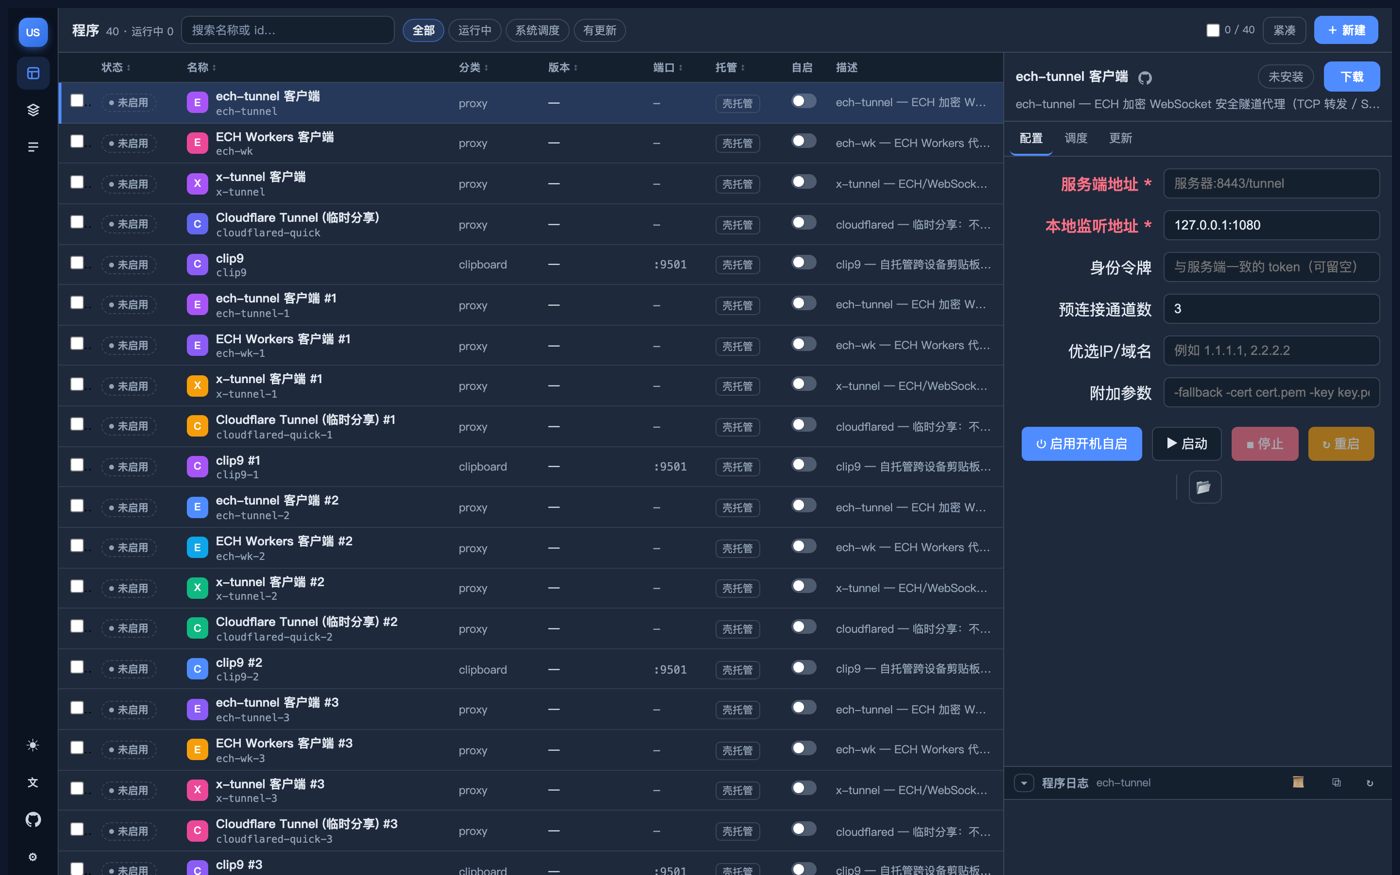 US
程序 40 · 运行中 0
搜索名称或 id...
全部
运行中
系统调度
有更新
0 / 40
紧凑
+ 新建
状态 名称 分类 版本 端口 托管 自启 描述
未启用 E ech-tunnel 客户端 proxy — — 壳托管 ech-tunnel — ECH 加密 W...
ech-tunnel
未启用 E ECH Workers 客户端 proxy — — 壳托管 ech-wk — ECH Workers 代...
ech-wk
未启用 X x-tunnel 客户端 proxy — — 壳托管 x-tunnel — ECH/WebSock...
x-tunnel
未启用 C Cloudflare Tunnel (临时分享) proxy — — 壳托管 cloudflared — 临时分享：不...
cloudflared-quick
未启用 C clip9 clipboard — :9501 壳托管 clip9 — 自托管跨设备剪贴板...
clip9
未启用 E ech-tunnel 客户端 #1 proxy — — 壳托管 ech-tunnel — ECH 加密 W...
ech-tunnel-1
未启用 E ECH Workers 客户端 #1 proxy — — 壳托管 ech-wk — ECH Workers 代...
ech-wk-1
未启用 X x-tunnel 客户端 #1 proxy — — 壳托管 x-tunnel — ECH/WebSock...
x-tunnel-1
未启用 C Cloudflare Tunnel (临时分享) #1 proxy — — 壳托管 cloudflared — 临时分享：不...
cloudflared-quick-1
未启用 C clip9 #1 clipboard — :9501 壳托管 clip9 — 自托管跨设备剪贴板...
clip9-1
未启用 E ech-tunnel 客户端 #2 proxy — — 壳托管 ech-tunnel — ECH 加密 W...
ech-tunnel-2
未启用 E ECH Workers 客户端 #2 proxy — — 壳托管 ech-wk — ECH Workers 代...
ech-wk-2
未启用 X x-tunnel 客户端 #2 proxy — — 壳托管 x-tunnel — ECH/WebSock...
x-tunnel-2
未启用 C Cloudflare Tunnel (临时分享) #2 proxy — — 壳托管 cloudflared — 临时分享：不...
cloudflared-quick-2
未启用 C clip9 #2 clipboard — :9501 壳托管 clip9 — 自托管跨设备剪贴板...
clip9-2
未启用 E ech-tunnel 客户端 #3 proxy — — 壳托管 ech-tunnel — ECH 加密 W...
ech-tunnel-3
未启用 E ECH Workers 客户端 #3 proxy — — 壳托管 ech-wk — ECH Workers 代...
ech-wk-3
未启用 X x-tunnel 客户端 #3 proxy — — 壳托管 x-tunnel — ECH/WebSock...
x-tunnel-3
未启用 C Cloudflare Tunnel (临时分享) #3 proxy — — 壳托管 cloudflared — 临时分享：不...
cloudflared-quick-3
未启用 C clip9 #3 clipboard — :9501 壳托管 clip9 — 自托管跨设备剪贴板...
文
ech-tunnel 客户端
未安装
下载
ech-tunnel — ECH 加密 WebSocket 安全隧道代理（TCP 转发 / S...
配置 调度 更新
服务端地址 * 服务器:8443/tunnel
本地监听地址 * 127.0.0.1:1080
身份令牌 与服务端一致的 token（可留空）
预连接通道数 3
优选IP/域名 例如 1.1.1.1, 2.2.2.2
附加参数 -fallback -cert cert.pem -key key.p
启用开机自启 启动 停止 重启
程序日志 ech-tunnel